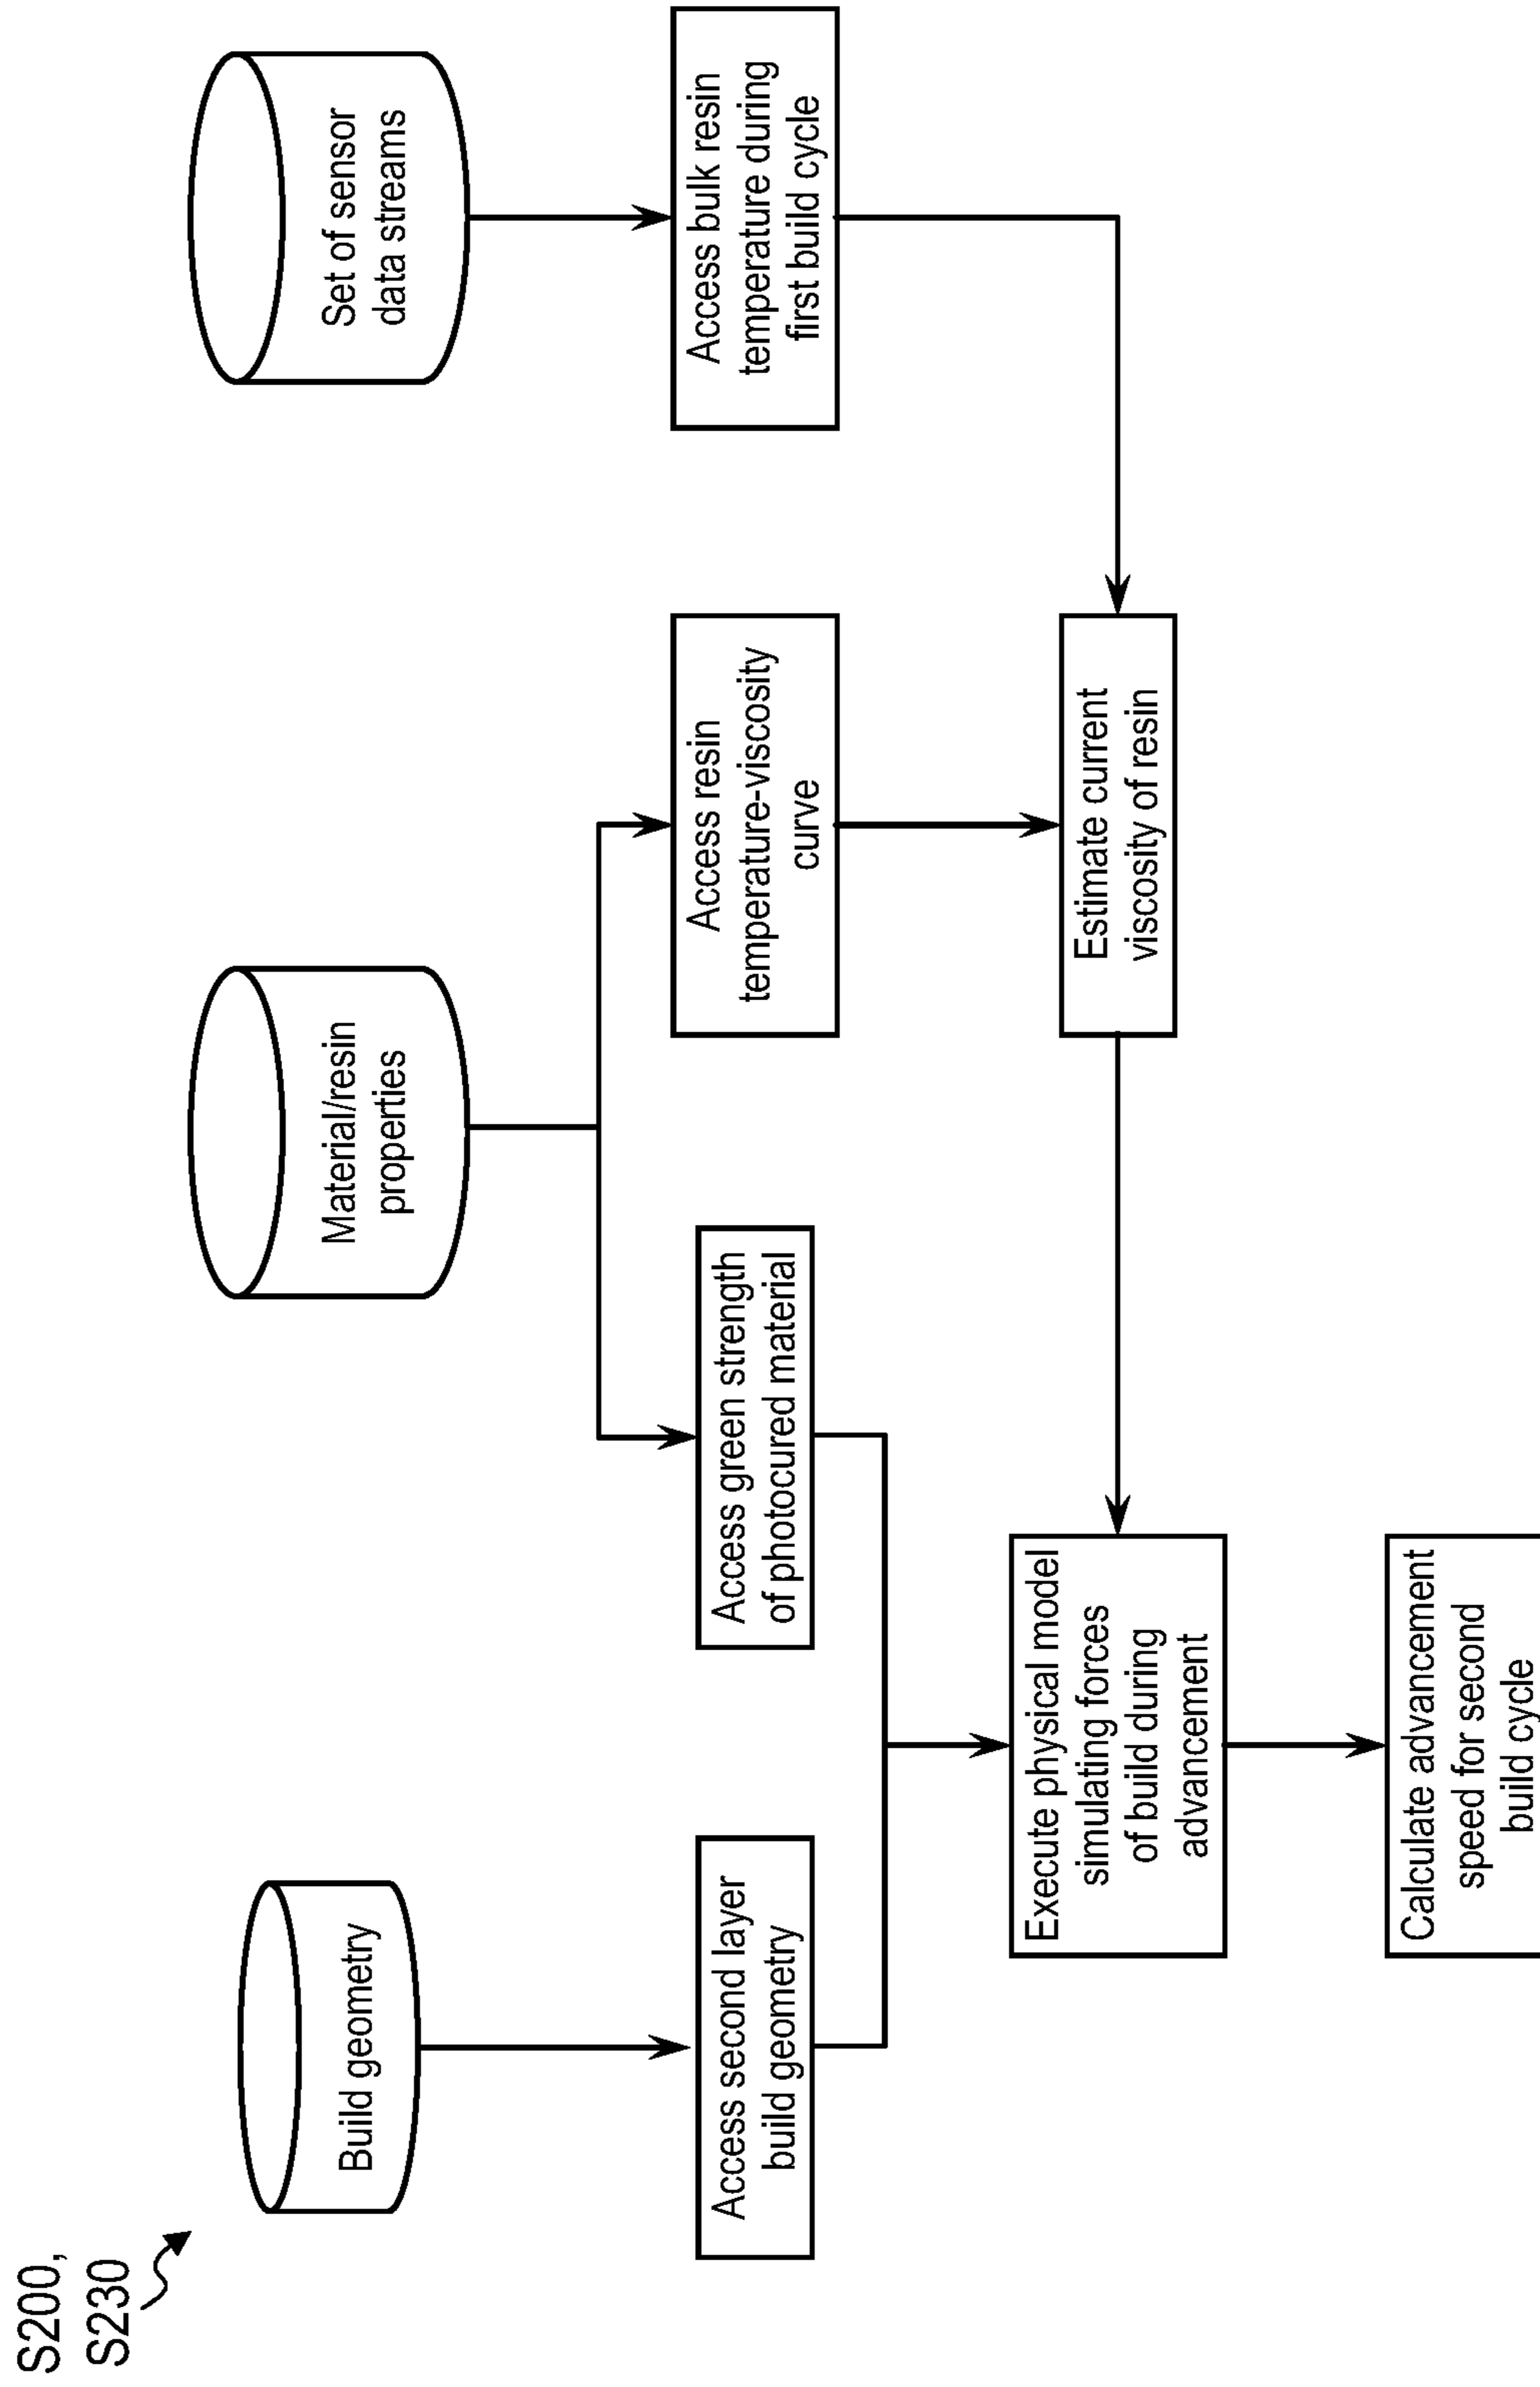 S200,
S230
Build geometry
Material/resin
properties
Set of sensor
data streams
Access second layer
build geometry
Access green strength
of photocured material
Access resin
temperature-viscosity
curve
Access bulk resin
temperature during
first build cycle
Execute physical model
simulating forces
of build during
advancement
Estimate current
viscosity of resin
Calculate advancement
speed for second
build cycle